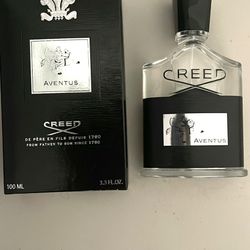 AVENTUS
CREED
DE PÈRE EN FILS DEPUIS 1760
FROM FATHER TO SON SINCE 1760
100 ML
3.3 FL.OZ.
CREED
AVENTUS